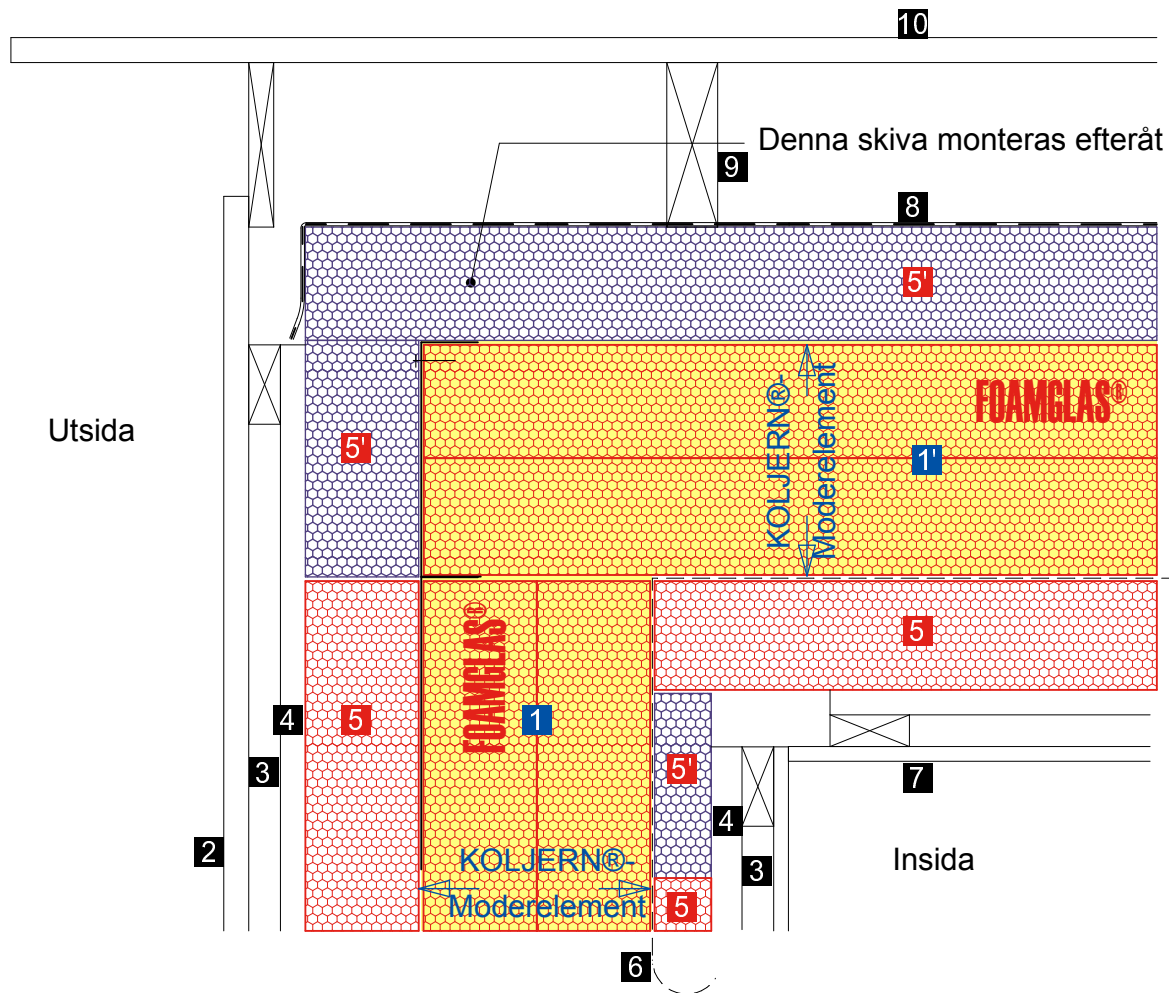 10
Denna skiva monteras efteråt
9
8
5'
Utsida
5'
KOLJERN®-
Moderelement
FOAMGLAS®
1'
FOAMGLAS®
5
4
5
1
3
5'
7
4
2
KOLJERN®-
Moderelement
3
Insida
5
6